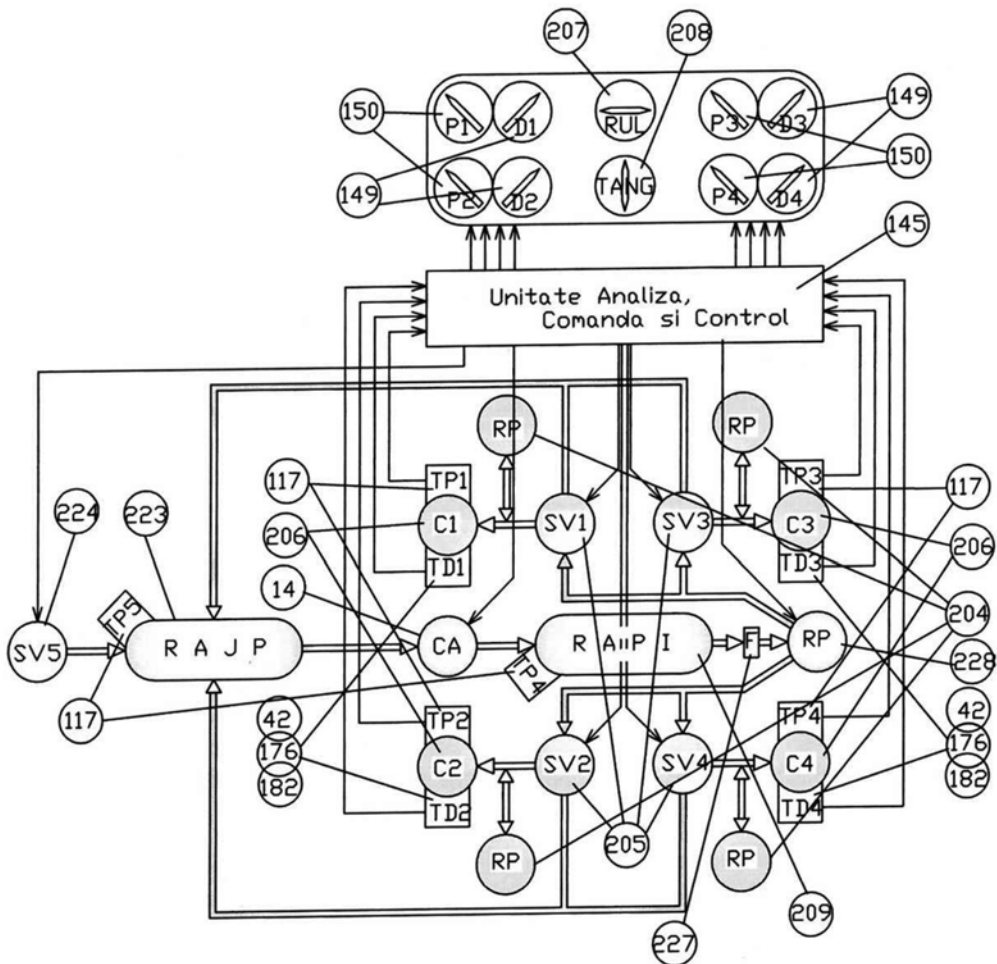 207 208
150 P1 D1 RUL P3 D3 149
150
149 P2 D2 TANG P4 D4
145
Unitate Analiza,
Comanda si Control
RP RP
117 TP1 TP3 117
224 223 206 C1 SV1 SV3 C3 206
TD1 TD3
14 204
TP5
SV5 R A J P CA R A P I F RP
TP4 228
117
42 TP2 TP4 42
176 C2 SV2 SV4 C4 176
182 TD2 TD4 182
205
RP RP
209
227